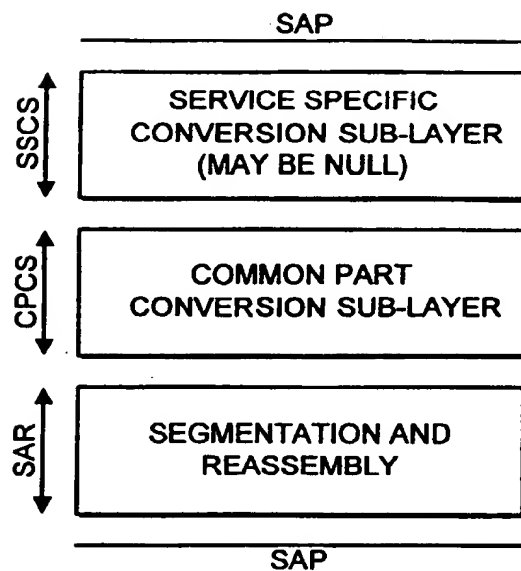 SAP
SSCS
SERVICE SPECIFIC
CONVERSION SUB-LAYER
(MAY BE NULL)
CPCS
COMMON PART
CONVERSION SUB-LAYER
SAR
SEGMENTATION AND
REASSEMBLY
SAP